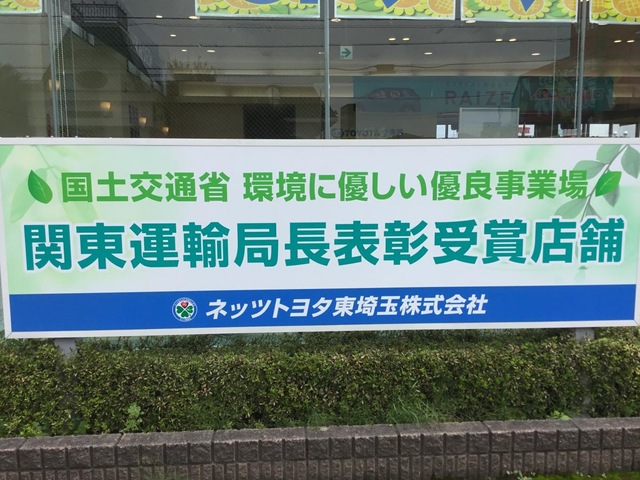 RAIZE
国土交通省 環境に優しい優良事業場
関東運輸局長表彰受賞店舗
ネッツトヨタ東埼玉株式会社